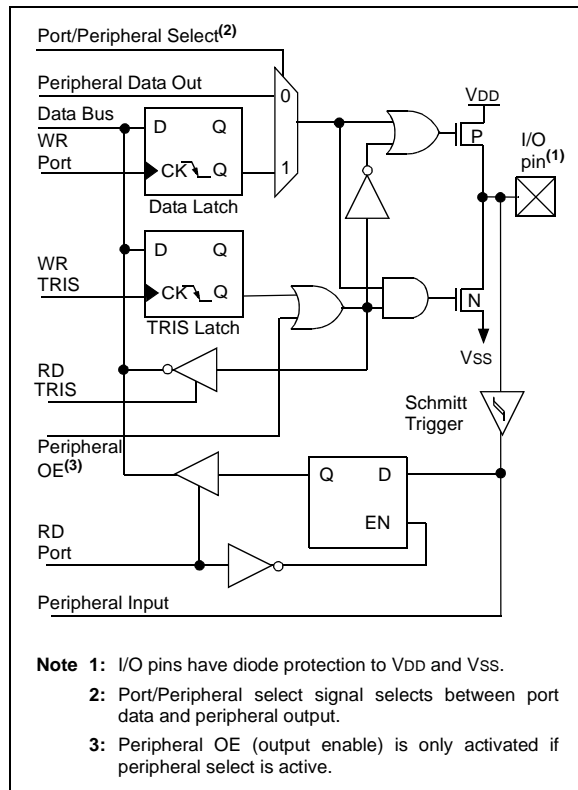 Port/Peripheral Select(2)
Peripheral Data Out
Data Bus
WR
Port
D Q
CK Q
Data Latch
0
1
VDD
P
I/O
pin(1)
WR
TRIS
D Q
CK Q
TRIS Latch
N
VSS
RD
TRIS
Schmitt
Trigger
Peripheral
OE(3)
Q D
EN
RD
Port
Peripheral Input
Note 1: I/O pins have diode protection to VDD and VSS.
2: Port/Peripheral select signal selects between port
data and peripheral output.
3: Peripheral OE (output enable) is only activated if
peripheral select is active.